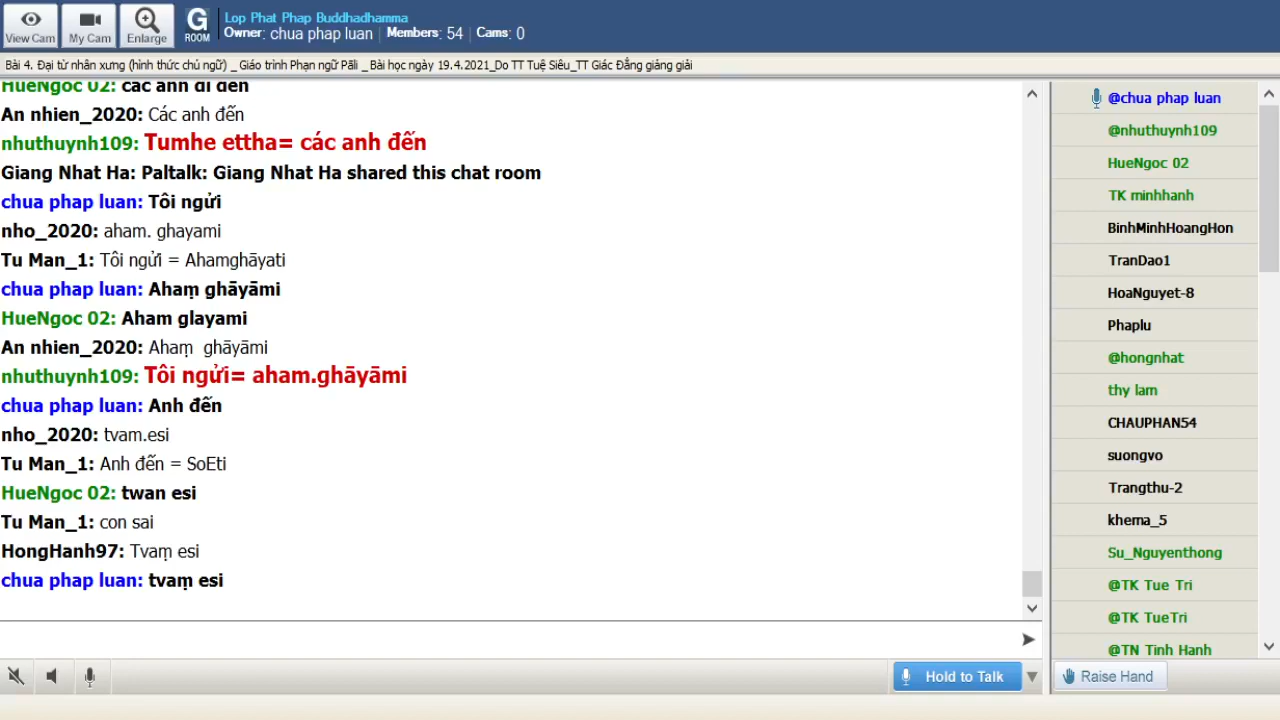 Lop Phat Phap Buddhadhamma
View Cam My Cam Enlarge G ROOM Owner: chua phap luan | Members: 54 | Cams: 0
Bài 4. Đại từ nhân xưng (hình thức chủ ngữ) _Giáo trình Phạn ngữ Pāli _Bài học ngày 19.4.2021_Do TT Tuệ Siêu_TT Giác Đẳng giảng giải
HueNgoc 02: các anh đi đến
An nhien_2020: Các anh đến
nhuthuynh109: Tumhe ettha= các anh đến
Giang Nhat Ha: Paltalk: Giang Nhat Ha shared this chat room
chua phap luan: Tôi ngửi
nho_2020: aham. ghayami
Tu Man_1: Tôi ngửi = Ahamghāyati
chua phap luan: Ahaṃ ghāyāmi
HueNgoc 02: Aham glayami
An nhien_2020: Ahaṃ ghāyāmi
nhuthuynh109: Tôi ngửi= aham.ghāyāmi
chua phap luan: Anh đến
nho_2020: tvam.esi
Tu Man_1: Anh đến = SoEti
HueNgoc 02: twan esi
Tu Man_1: con sai
HongHanh97: Tvaṃ esi
chua phap luan: tvaṃ esi
@chua phap luan
@nhuthuynh109
HueNgoc 02
TK minhhanh
BinhMinhHoangHon
TranDao1
HoaNguyet-8
Phaplu
@hongnhat
thy lam
CHAUPHAN54
suongvo
Trangthu-2
khema_5
Su_Nguyenthong
@TK Tue Tri
@TK TueTri
@TN Tinh Hanh
Hold to Talk
Raise Hand